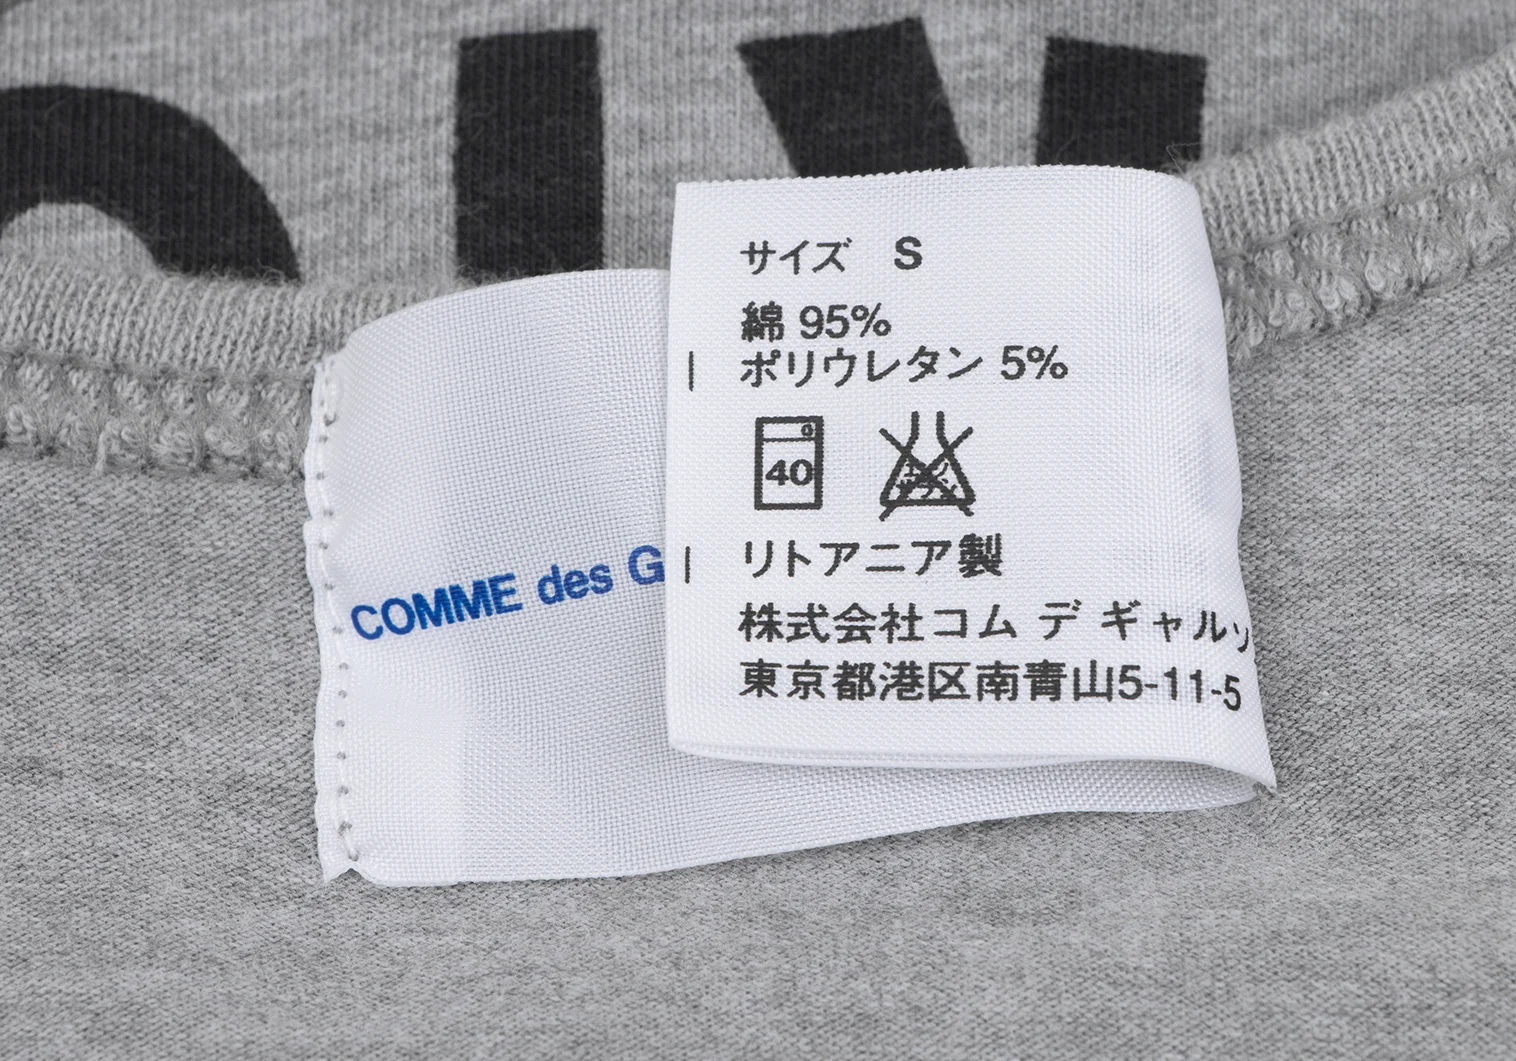 サイズ S
綿 95%
ポリウレタン 5%
40
リトアニア製
株式会社コム デ ギャルソ
東京都港区南青山5-11-5
COMME des G